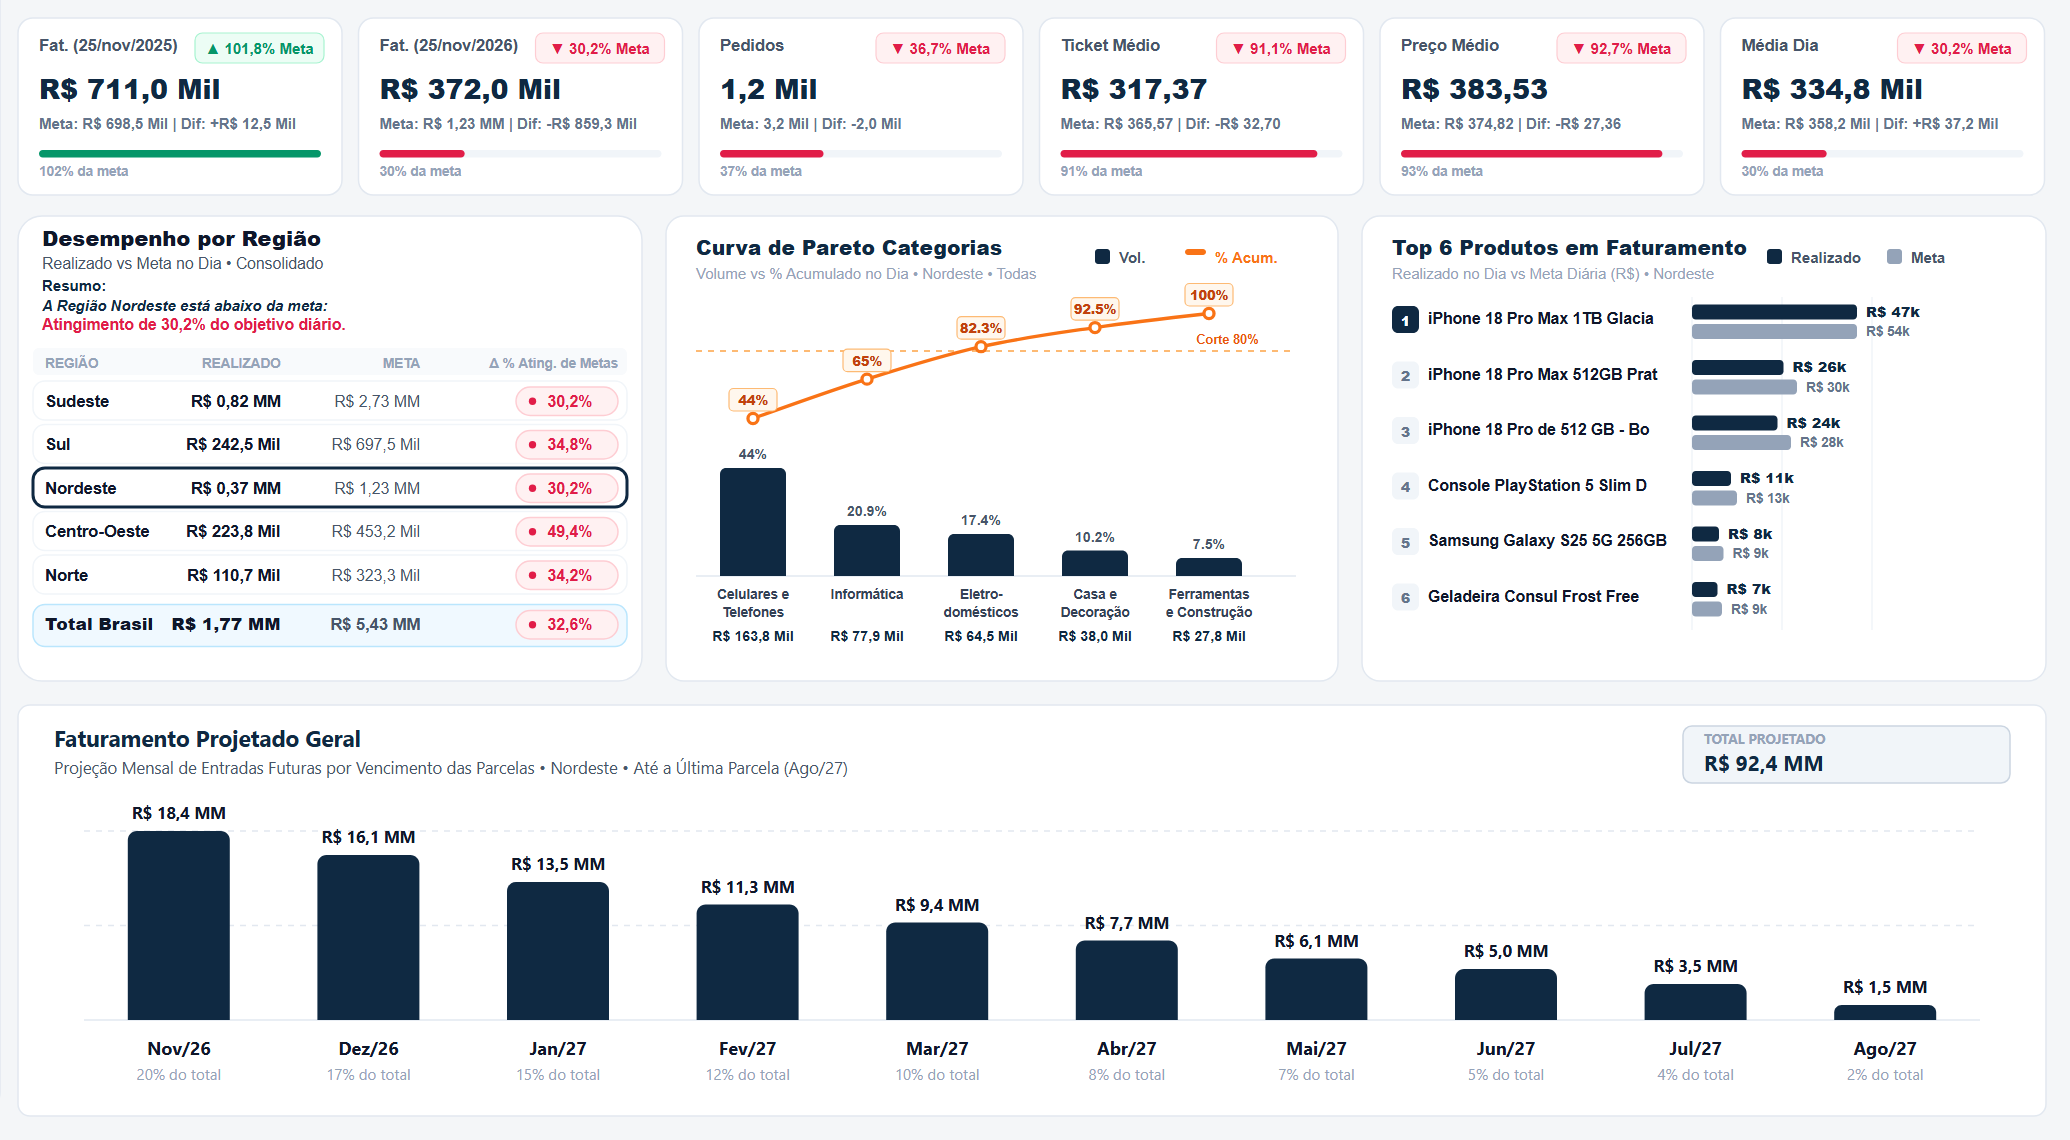 Fat. (25/nov/2025)
▲ 101,8% Meta
R$ 711,0 Mil
Meta: R$ 698,5 Mil | Dif: +R$ 12,5 Mil
102% da meta
Fat. (25/nov/2026)
▼ 30,2% Meta
R$ 372,0 Mil
Meta: R$ 1,23 MM | Dif: -R$ 859,3 Mil
30% da meta
Pedidos
▼ 36,7% Meta
1,2 Mil
Meta: 3,2 Mil | Dif: -2,0 Mil
37% da meta
Ticket Médio
▼ 91,1% Meta
R$ 317,37
Meta: R$ 365,57 | Dif: -R$ 32,70
91% da meta
Preço Médio
▼ 92,7% Meta
R$ 383,53
Meta: R$ 374,82 | Dif: -R$ 27,36
93% da meta
Média Dia
▼ 30,2% Meta
R$ 334,8 Mil
Meta: R$ 358,2 Mil | Dif: +R$ 37,2 Mil
30% da meta
Desempenho por Região
Realizado vs Meta no Dia • Consolidado
Resumo:
A Região Nordeste está abaixo da meta:
Atingimento de 30,2% do objetivo diário.
REGIÃO REALIZADO META Δ % Ating. de Metas
Sudeste R$ 0,82 MM R$ 2,73 MM 30,2%
Sul R$ 242,5 Mil R$ 697,5 Mil 34,8%
Nordeste R$ 0,37 MM R$ 1,23 MM 30,2%
Centro-Oeste R$ 223,8 Mil R$ 453,2 Mil 49,4%
Norte R$ 110,7 Mil R$ 323,3 Mil 34,2%
Total Brasil R$ 1,77 MM R$ 5,43 MM 32,6%
Curva de Pareto Categorias
Volume vs % Acumulado no Dia • Nordeste • Todas
Vol. % Acum.
44% 65% 82.3% 92.5% 100%
Corte 80%
44% 20.9% 17.4% 10.2% 7.5%
Celulares e
Telefones
R$ 163,8 Mil
Informática
R$ 77,9 Mil
Eletro-
domésticos
R$ 64,5 Mil
Casa e
Decoração
R$ 38,0 Mil
Ferramentas
e Construção
R$ 27,8 Mil
Top 6 Produtos em Faturamento
Realizado Meta
Realizado no Dia vs Meta Diária (R$) • Nordeste
1 iPhone 18 Pro Max 1TB Glacia R$ 47k
R$ 54k
2 iPhone 18 Pro Max 512GB Prat R$ 26k
R$ 30k
3 iPhone 18 Pro de 512 GB - Bo R$ 24k
R$ 28k
4 Console PlayStation 5 Slim D R$ 11k
R$ 13k
5 Samsung Galaxy S25 5G 256GB R$ 8k
R$ 9k
6 Geladeira Consul Frost Free R$ 7k
R$ 9k
Faturamento Projetado Geral
Projeção Mensal de Entradas Futuras por Vencimento das Parcelas • Nordeste • Até a Última Parcela (Ago/27)
TOTAL PROJETADO
R$ 92,4 MM
R$ 18,4 MM R$ 16,1 MM R$ 13,5 MM R$ 11,3 MM R$ 9,4 MM R$ 7,7 MM R$ 6,1 MM R$ 5,0 MM R$ 3,5 MM R$ 1,5 MM
Nov/26 Dez/26 Jan/27 Fev/27 Mar/27 Abr/27 Mai/27 Jun/27 Jul/27 Ago/27
20% do total 17% do total 15% do total 12% do total 10% do total 8% do total 7% do total 5% do total 4% do total 2% do total